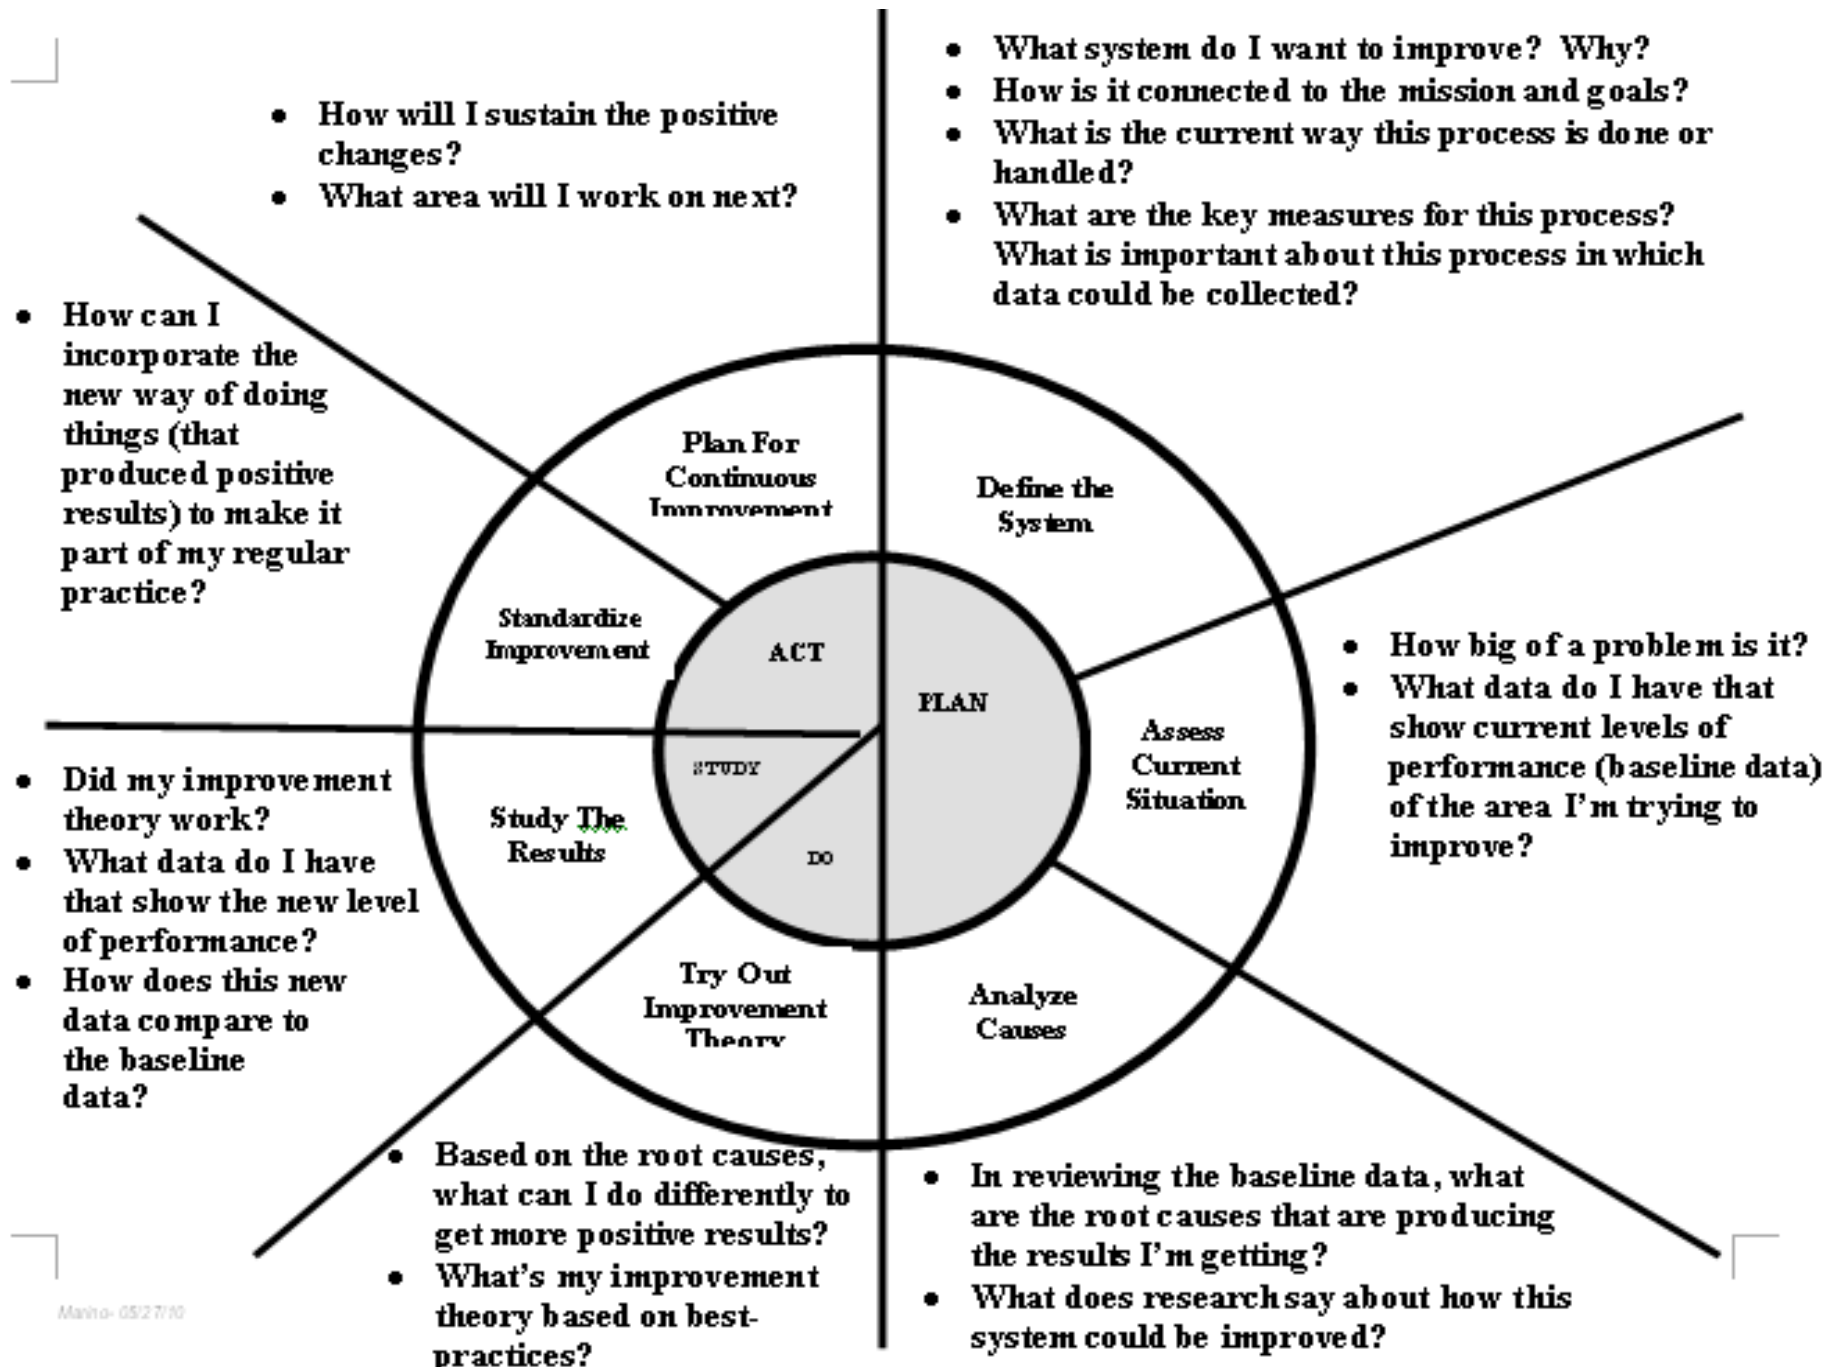 • What system do I want to improve? Why?
• How is it connected to the mission and goals?
• What is the current way this process is done or
handled?
• What are the key measures for this process?
What is important about this process in which
data could be collected?
• How big of a problem is it?
• What data do I have that
show current levels of
performance (baseline data)
of the area I'm trying to
improve?
• In reviewing the baseline data, what
are the root causes that are producing
the results I'm getting?
• What does research say about how this
system could be improved?
• Based on the root causes,
what can I do differently to
get more positive results?
• What's my improvement
theory based on best-
practices?
• Did my improvement
theory work?
• What data do I have
that show the new level
of performance?
• How does this new
data compare to
the baseline
data?
• How can I
incorporate the
new way of doing
things (that
produced positive
results) to make it
part of my regular
practice?
• How will I sustain the positive
changes?
• What area will I work on next?
Define the
System
Assess
Current
Situation
Analyze
Causes
Try Out
Improvement
Theory
Study The
Results
Standardize
Improvement
Plan For
Continuous
Improvement
PLAN
DO
STUDY
ACT
Marino- 05/27/10